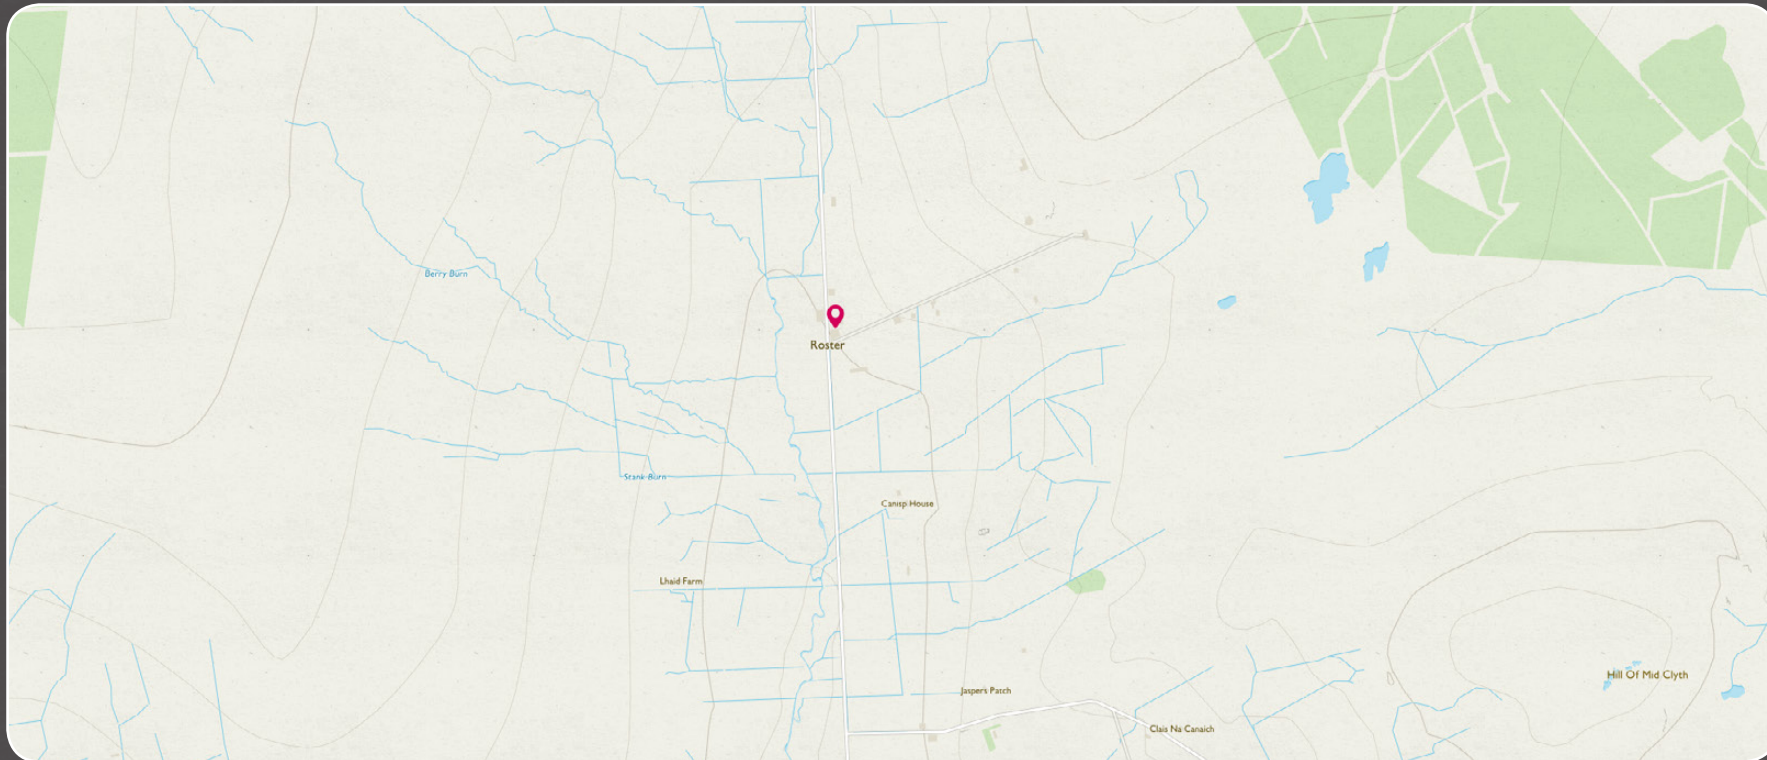 Berry Burn
Roster
Stank Burn
Canisp House
Lhaid Farm
Hill Of Mid Clyth
Jasper's Patch
Clais Na Canaich